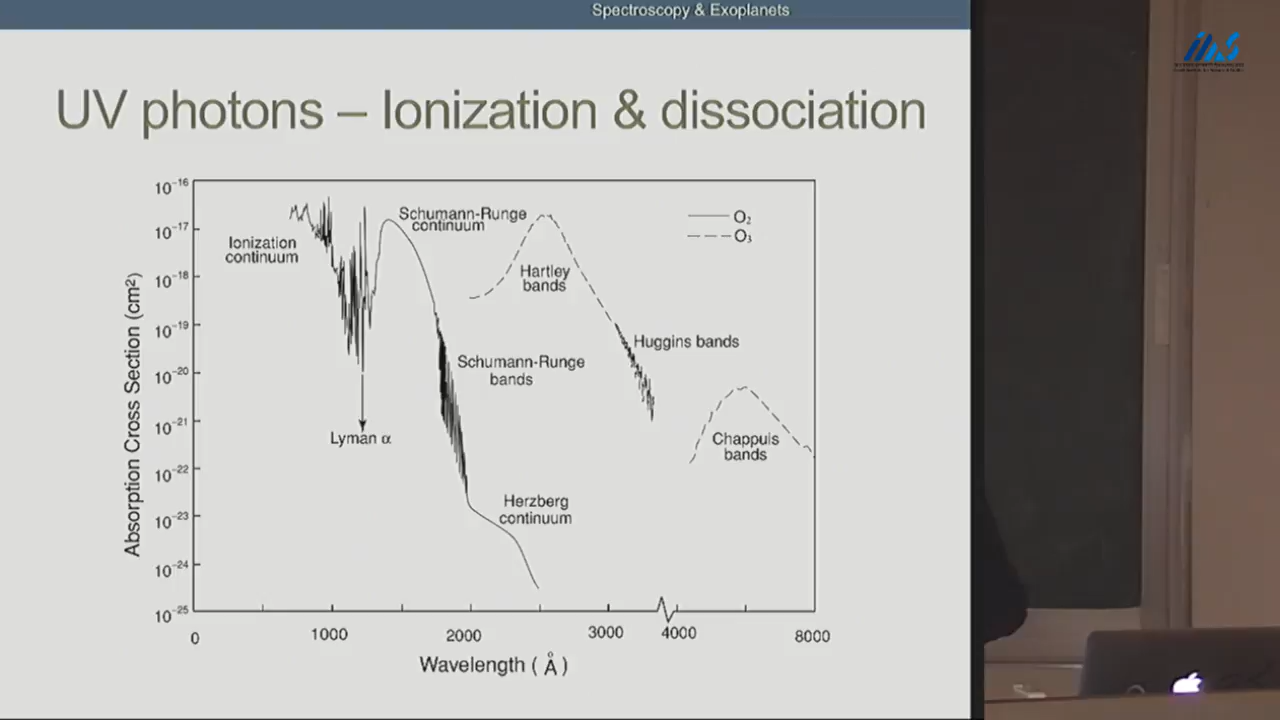 Spectroscopy & Exoplanets
UV photons – Ionization & dissociation
10⁻¹⁶
10⁻¹⁷
10⁻¹⁸
10⁻¹⁹
10⁻²⁰
10⁻²¹
10⁻²²
10⁻²³
10⁻²⁴
10⁻²⁵
Absorption Cross Section (cm²)
Ionization
continuum
Schumann-Runge
continuum
O₂
O₃
Hartley
bands
Huggins bands
Schumann-Runge
bands
Lyman α
Chappuis
bands
Herzberg
continuum
0
1000
2000
3000
4000
8000
Wavelength ( Å )